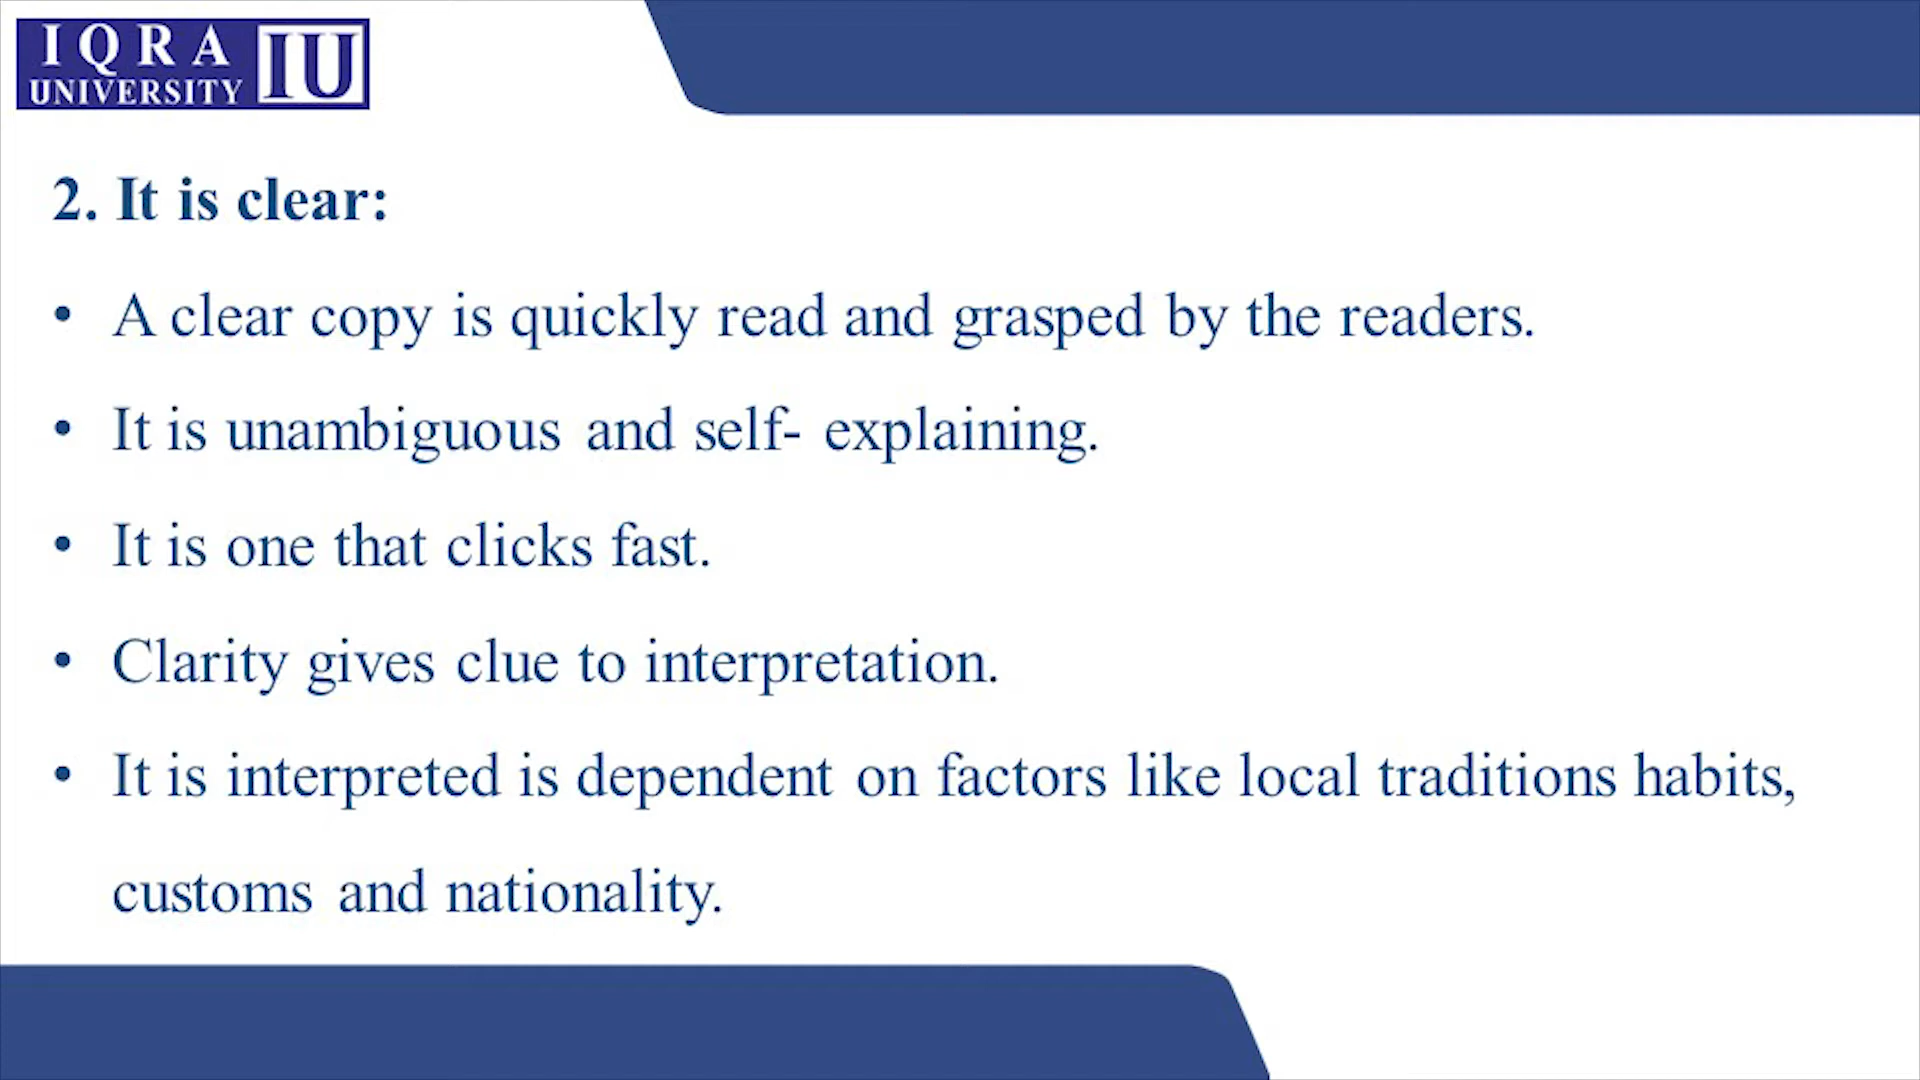 IQRA
UNIVERSITY
IU
2. It is clear:
• A clear copy is quickly read and grasped by the readers.
• It is unambiguous and self- explaining.
• It is one that clicks fast.
• Clarity gives clue to interpretation.
• It is interpreted is dependent on factors like local traditions habits,
customs and nationality.